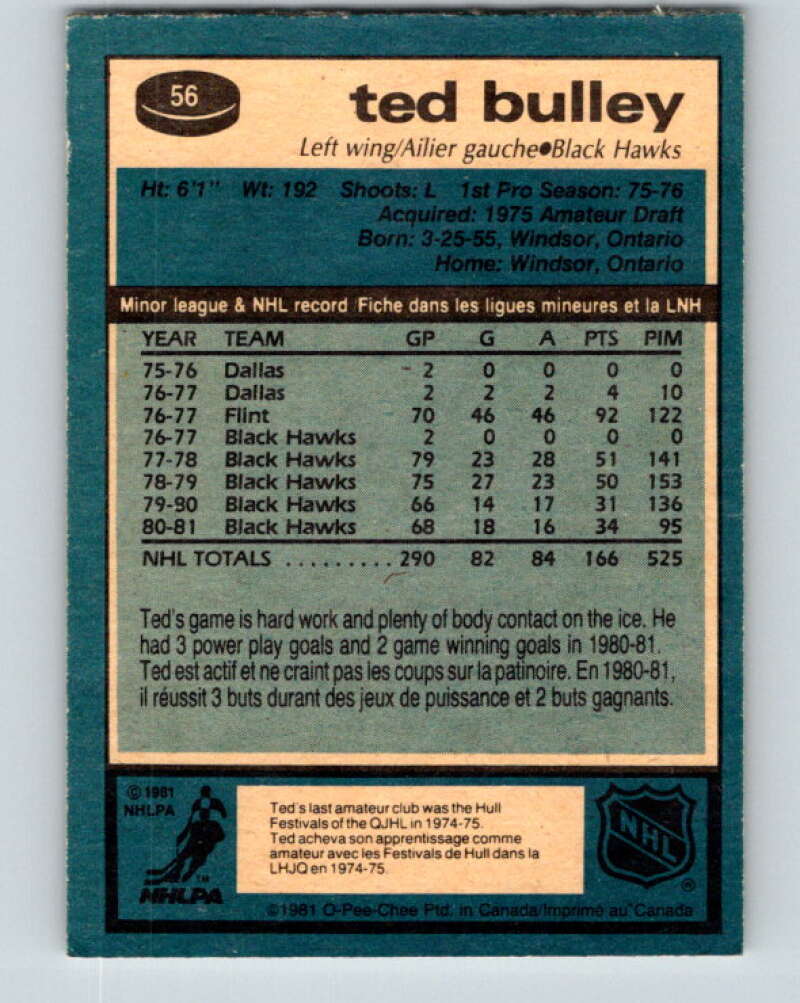 56
ted bulley
Left wing/Ailier gauche●Black Hawks
Ht: 6'1" Wt: 192 Shoots: L 1st Pro Season: 75-76
Acquired: 1975 Amateur Draft
Born: 3-25-55, Windsor, Ontario
Home: Windsor, Ontario
Minor league & NHL record Fiche dans les ligues mineures et la LNH
YEAR TEAM GP G A PTS PIM
75-76 Dallas 2 0 0 0 0
76-77 Dallas 2 2 2 4 10
76-77 Flint 70 46 46 92 122
76-77 Black Hawks 2 0 0 0 0
77-78 Black Hawks 79 23 28 51 141
78-79 Black Hawks 75 27 23 50 153
79-80 Black Hawks 66 14 17 31 136
80-81 Black Hawks 68 18 16 34 95
NHL TOTALS .......... 290 82 84 166 525
Ted's game is hard work and plenty of body contact on the ice. He
had 3 power play goals and 2 game winning goals in 1980-81.
Ted est actif et ne craint pas les coups sur la patinoire. En 1980-81,
il réussit 3 buts durant des jeux de puissance et 2 buts gagnants.
© 1981
NHLPA
TM
NHLPA
Ted's last amateur club was the Hull
Festivals of the QJHL in 1974-75.
Ted acheva son apprentissage comme
amateur avec les Festivals de Hull dans la
LHJQ en 1974-75.
NHL
®
©1981 O-Pee-Chee Ptd. in Canada/Imprimé au Canada